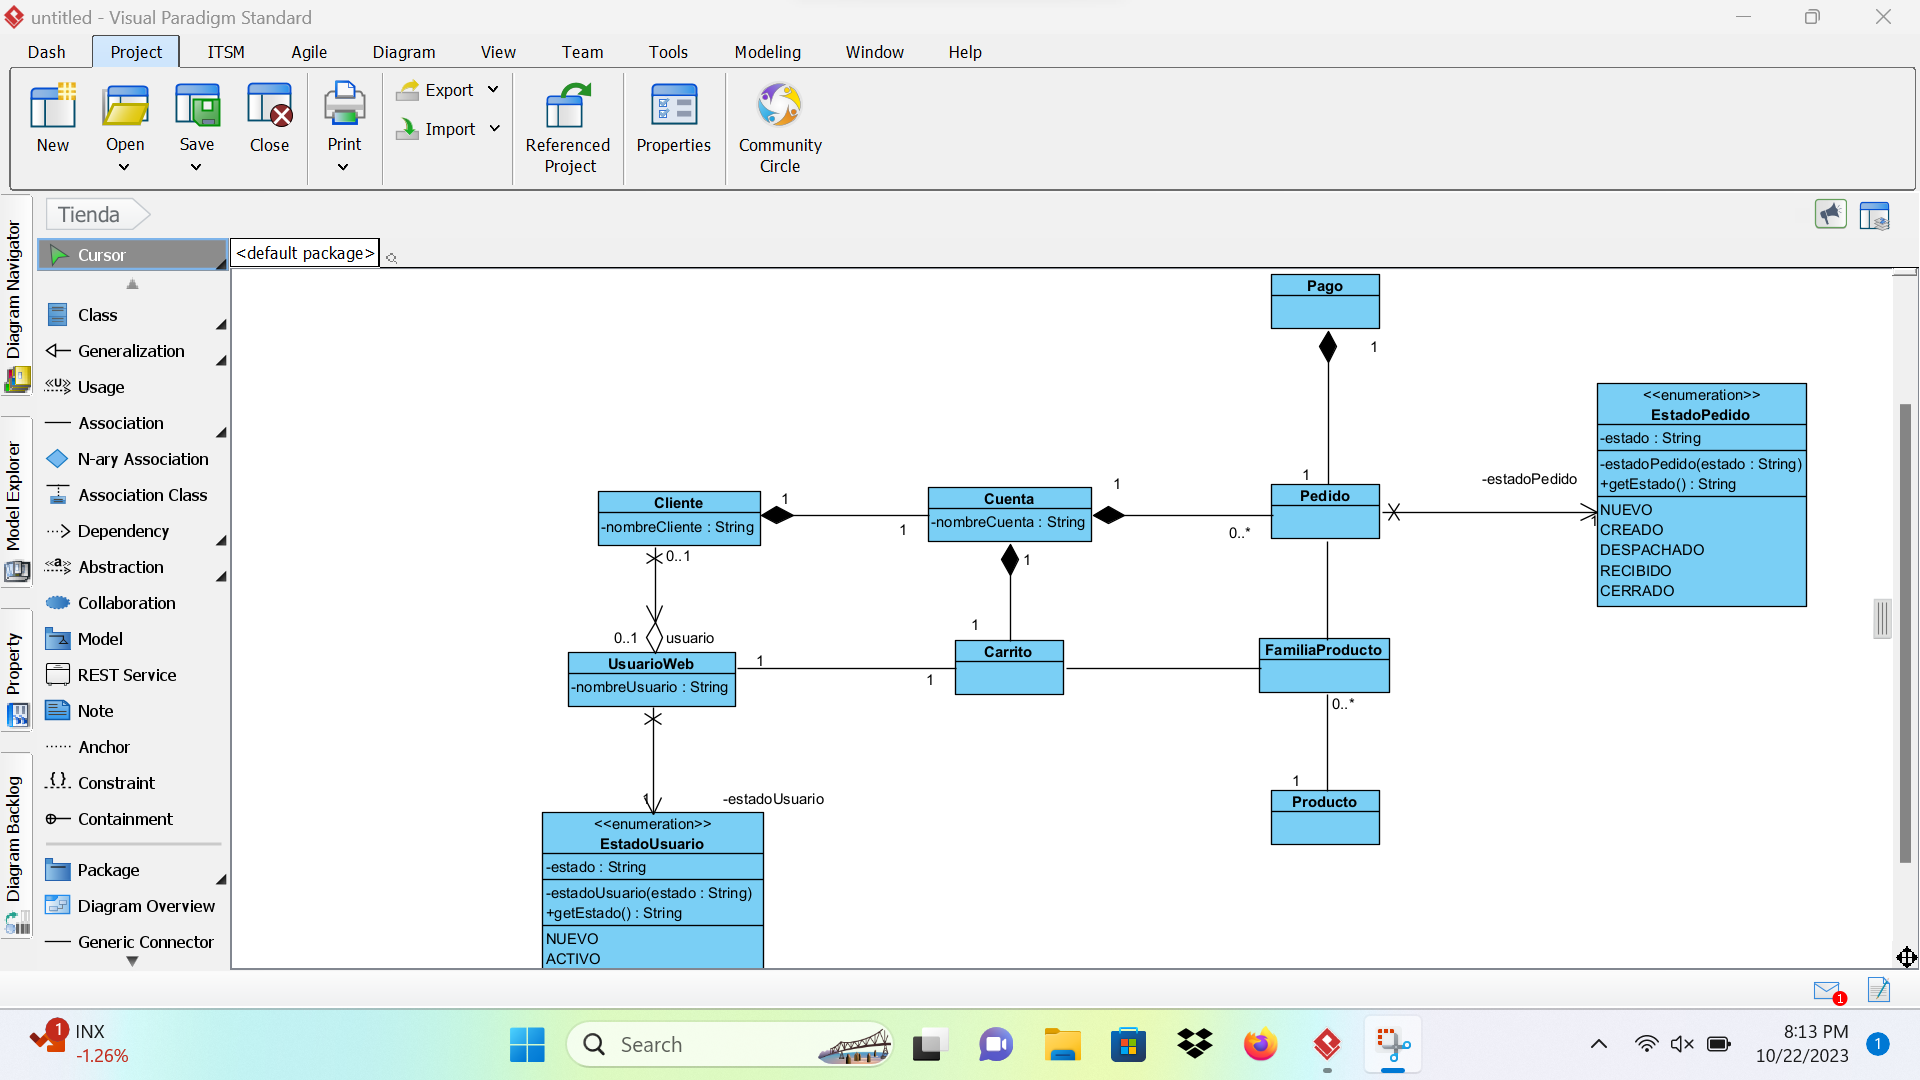 untitled - Visual Paradigm Standard
Dash
Project
ITSM
Agile
Diagram
View
Team
Tools
Modeling
Window
Help
New
Open
Save
Close
Print
Export
Import
Referenced
Project
Properties
Community
Circle
Tienda
Diagram Navigator
Model Explorer
Property
Diagram Backlog
Cursor
Class
Generalization
<<U>>
Usage
Association
N-ary Association
Association Class
Dependency
<<a>>
Abstraction
Collaboration
Model
REST Service
Note
Anchor
{}
Constraint
Containment
Package
Diagram Overview
Generic Connector
<default package>
Pago
1
1
Pedido
<<enumeration>>
EstadoPedido
-estado : String
-estadoPedido(estado : String)
+getEstado() : String
NUEVO
CREADO
DESPACHADO
RECIBIDO
CERRADO
-estadoPedido
1
Cliente
-nombreCliente : String
1
1
Cuenta
-nombreCuenta : String
1
0..*
0..1
0..1
usuario
1
1
UsuarioWeb
-nombreUsuario : String
1
1
Carrito
FamiliaProducto
0..*
1
Producto
1
-estadoUsuario
<<enumeration>>
EstadoUsuario
-estado : String
-estadoUsuario(estado : String)
+getEstado() : String
NUEVO
ACTIVO
1
1
INX
-1.26%
Search
8:13 PM
10/22/2023
1